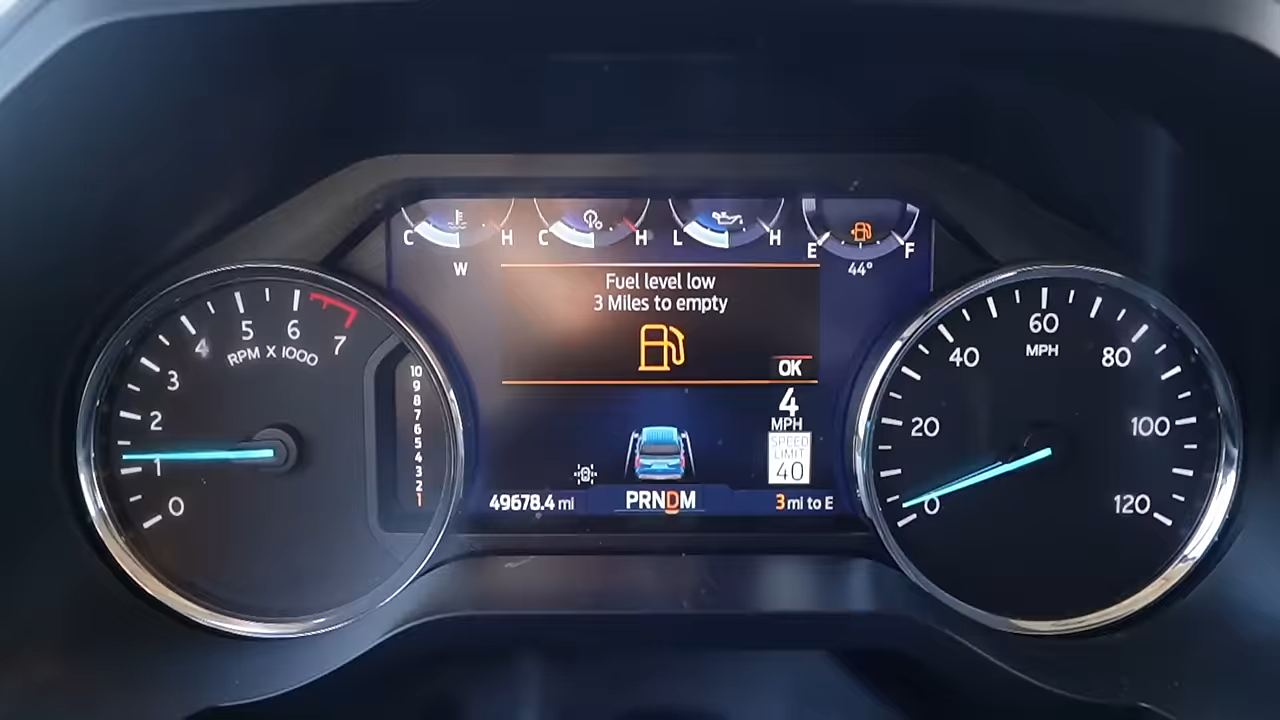 C H C H L H E F
W
44°
Fuel level low
3 Miles to empty
OK
0 1 2 3 4 5 6 7
RPM X 1000
10
9
8
7
6
5
4
3
2
1
4
MPH
SPEED
LIMIT
40
49678.4 mi
PRNDM
3 mi to E
0 20 40 60 80 100 120
MPH